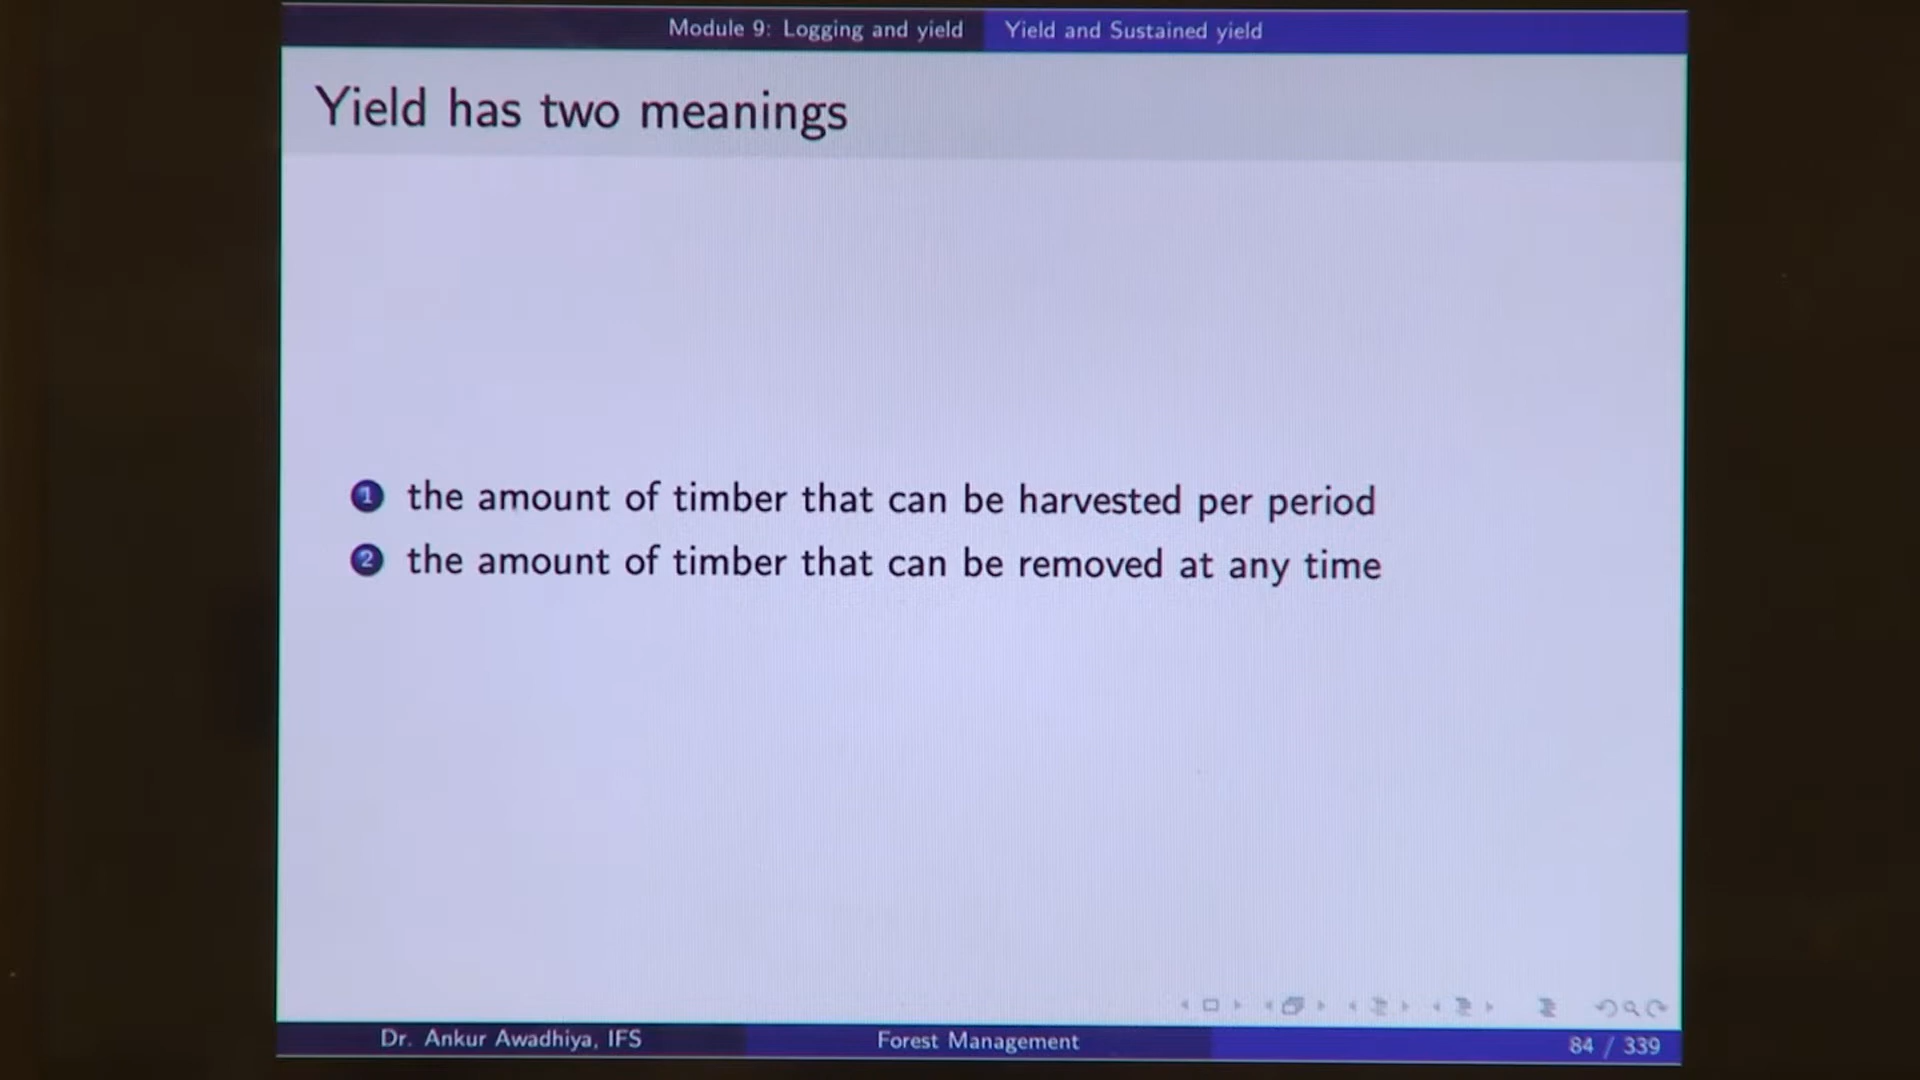 Module 9: Logging and yield Yield and Sustained yield
Yield has two meanings
1 the amount of timber that can be harvested per period
2 the amount of timber that can be removed at any time
Dr. Ankur Awadhiya, IFS Forest Management 84 / 339